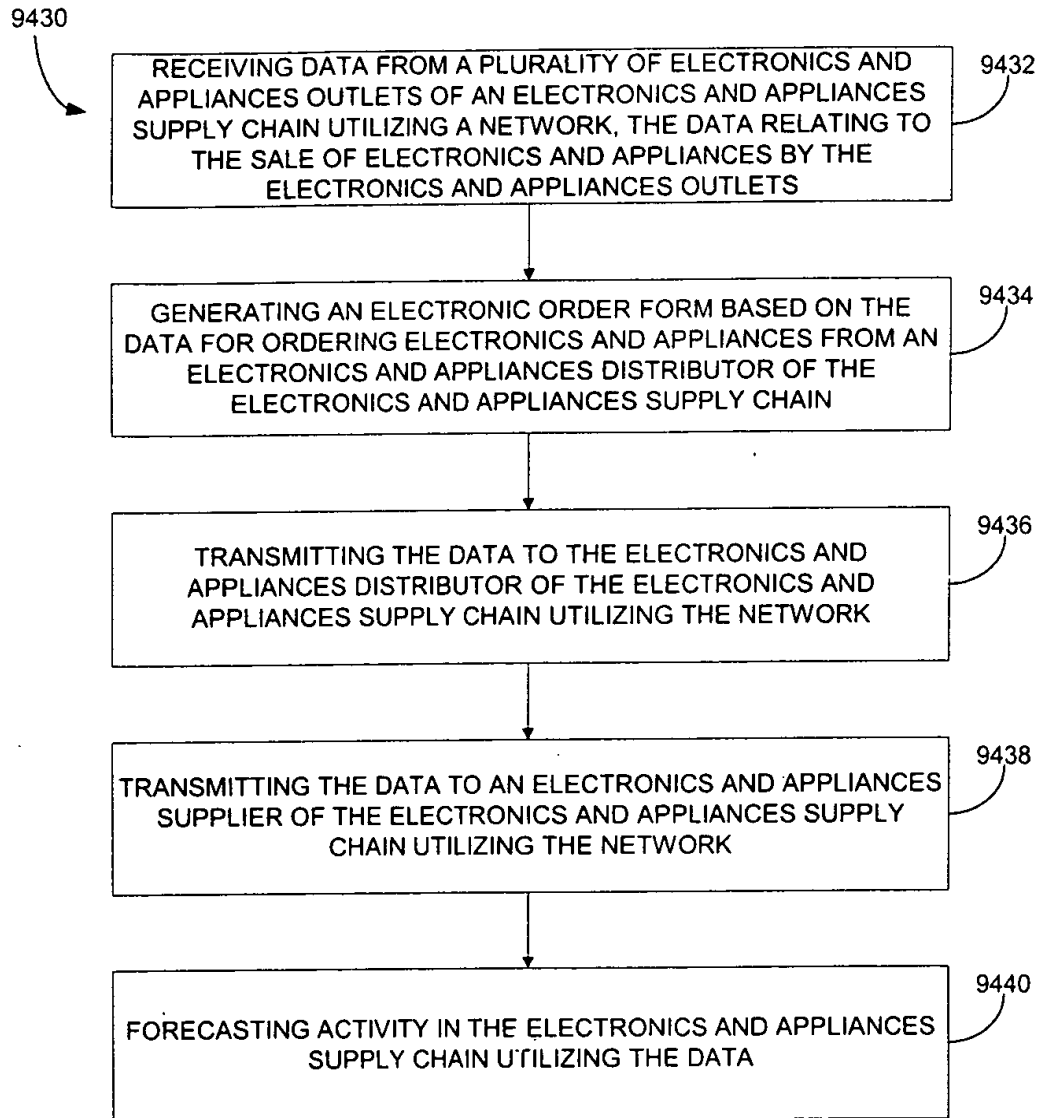 9430
RECEIVING DATA FROM A PLURALITY OF ELECTRONICS AND
APPLIANCES OUTLETS OF AN ELECTRONICS AND APPLIANCES
SUPPLY CHAIN UTILIZING A NETWORK, THE DATA RELATING TO
THE SALE OF ELECTRONICS AND APPLIANCES BY THE
ELECTRONICS AND APPLIANCES OUTLETS
9432
GENERATING AN ELECTRONIC ORDER FORM BASED ON THE
DATA FOR ORDERING ELECTRONICS AND APPLIANCES FROM AN
ELECTRONICS AND APPLIANCES DISTRIBUTOR OF THE
ELECTRONICS AND APPLIANCES SUPPLY CHAIN
9434
TRANSMITTING THE DATA TO THE ELECTRONICS AND
APPLIANCES DISTRIBUTOR OF THE ELECTRONICS AND
APPLIANCES SUPPLY CHAIN UTILIZING THE NETWORK
9436
TRANSMITTING THE DATA TO AN ELECTRONICS AND APPLIANCES
SUPPLIER OF THE ELECTRONICS AND APPLIANCES SUPPLY
CHAIN UTILIZING THE NETWORK
9438
FORECASTING ACTIVITY IN THE ELECTRONICS AND APPLIANCES
SUPPLY CHAIN UTILIZING THE DATA
9440